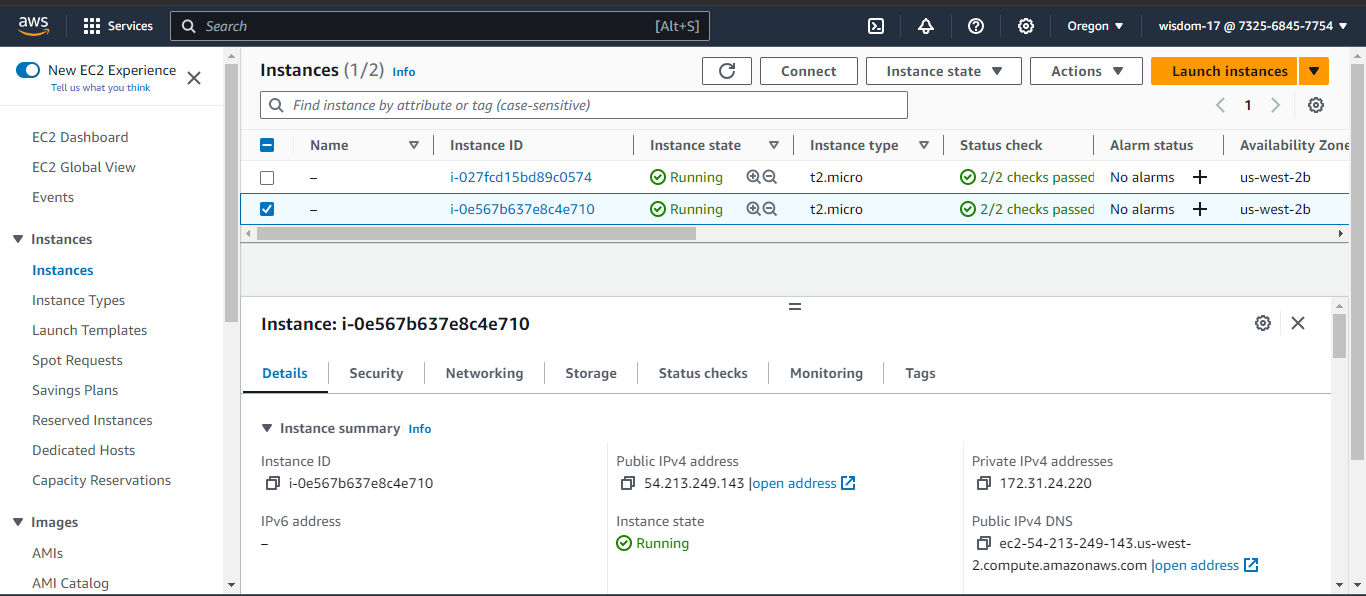 aws Services Search [Alt+S] Oregon wisdom-17 @ 7325-6845-7754
New EC2 Experience
Tell us what you think
EC2 Dashboard
EC2 Global View
Events
Instances
Instances
Instance Types
Launch Templates
Spot Requests
Savings Plans
Reserved Instances
Dedicated Hosts
Capacity Reservations
Images
AMIs
AMI Catalog
Instances (1/2) Info Connect Instance state Actions Launch instances
Find instance by attribute or tag (case-sensitive) 1
Name Instance ID Instance state Instance type Status check Alarm status Availability Zone
– i-027fcd15bd89c0574 Running t2.micro 2/2 checks passed No alarms + us-west-2b
– i-0e567b637e8c4e710 Running t2.micro 2/2 checks passed No alarms + us-west-2b
Instance: i-0e567b637e8c4e710
Details Security Networking Storage Status checks Monitoring Tags
Instance summary Info
Instance ID
i-0e567b637e8c4e710
IPv6 address
–
Public IPv4 address
54.213.249.143 |open address
Instance state
Running
Private IPv4 addresses
172.31.24.220
Public IPv4 DNS
ec2-54-213-249-143.us-west-
2.compute.amazonaws.com |open address